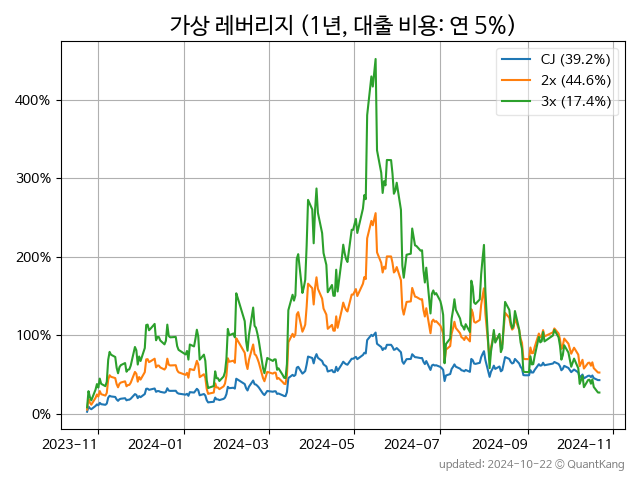 가상 레버리지 (1년, 대출 비용: 연 5%)
CJ (39.2%)
2x (44.6%)
3x (17.4%)
400%
300%
200%
100%
0%
2023-11 2024-01 2024-03 2024-05 2024-07 2024-09 2024-11
updated: 2024-10-22 © QuantKang